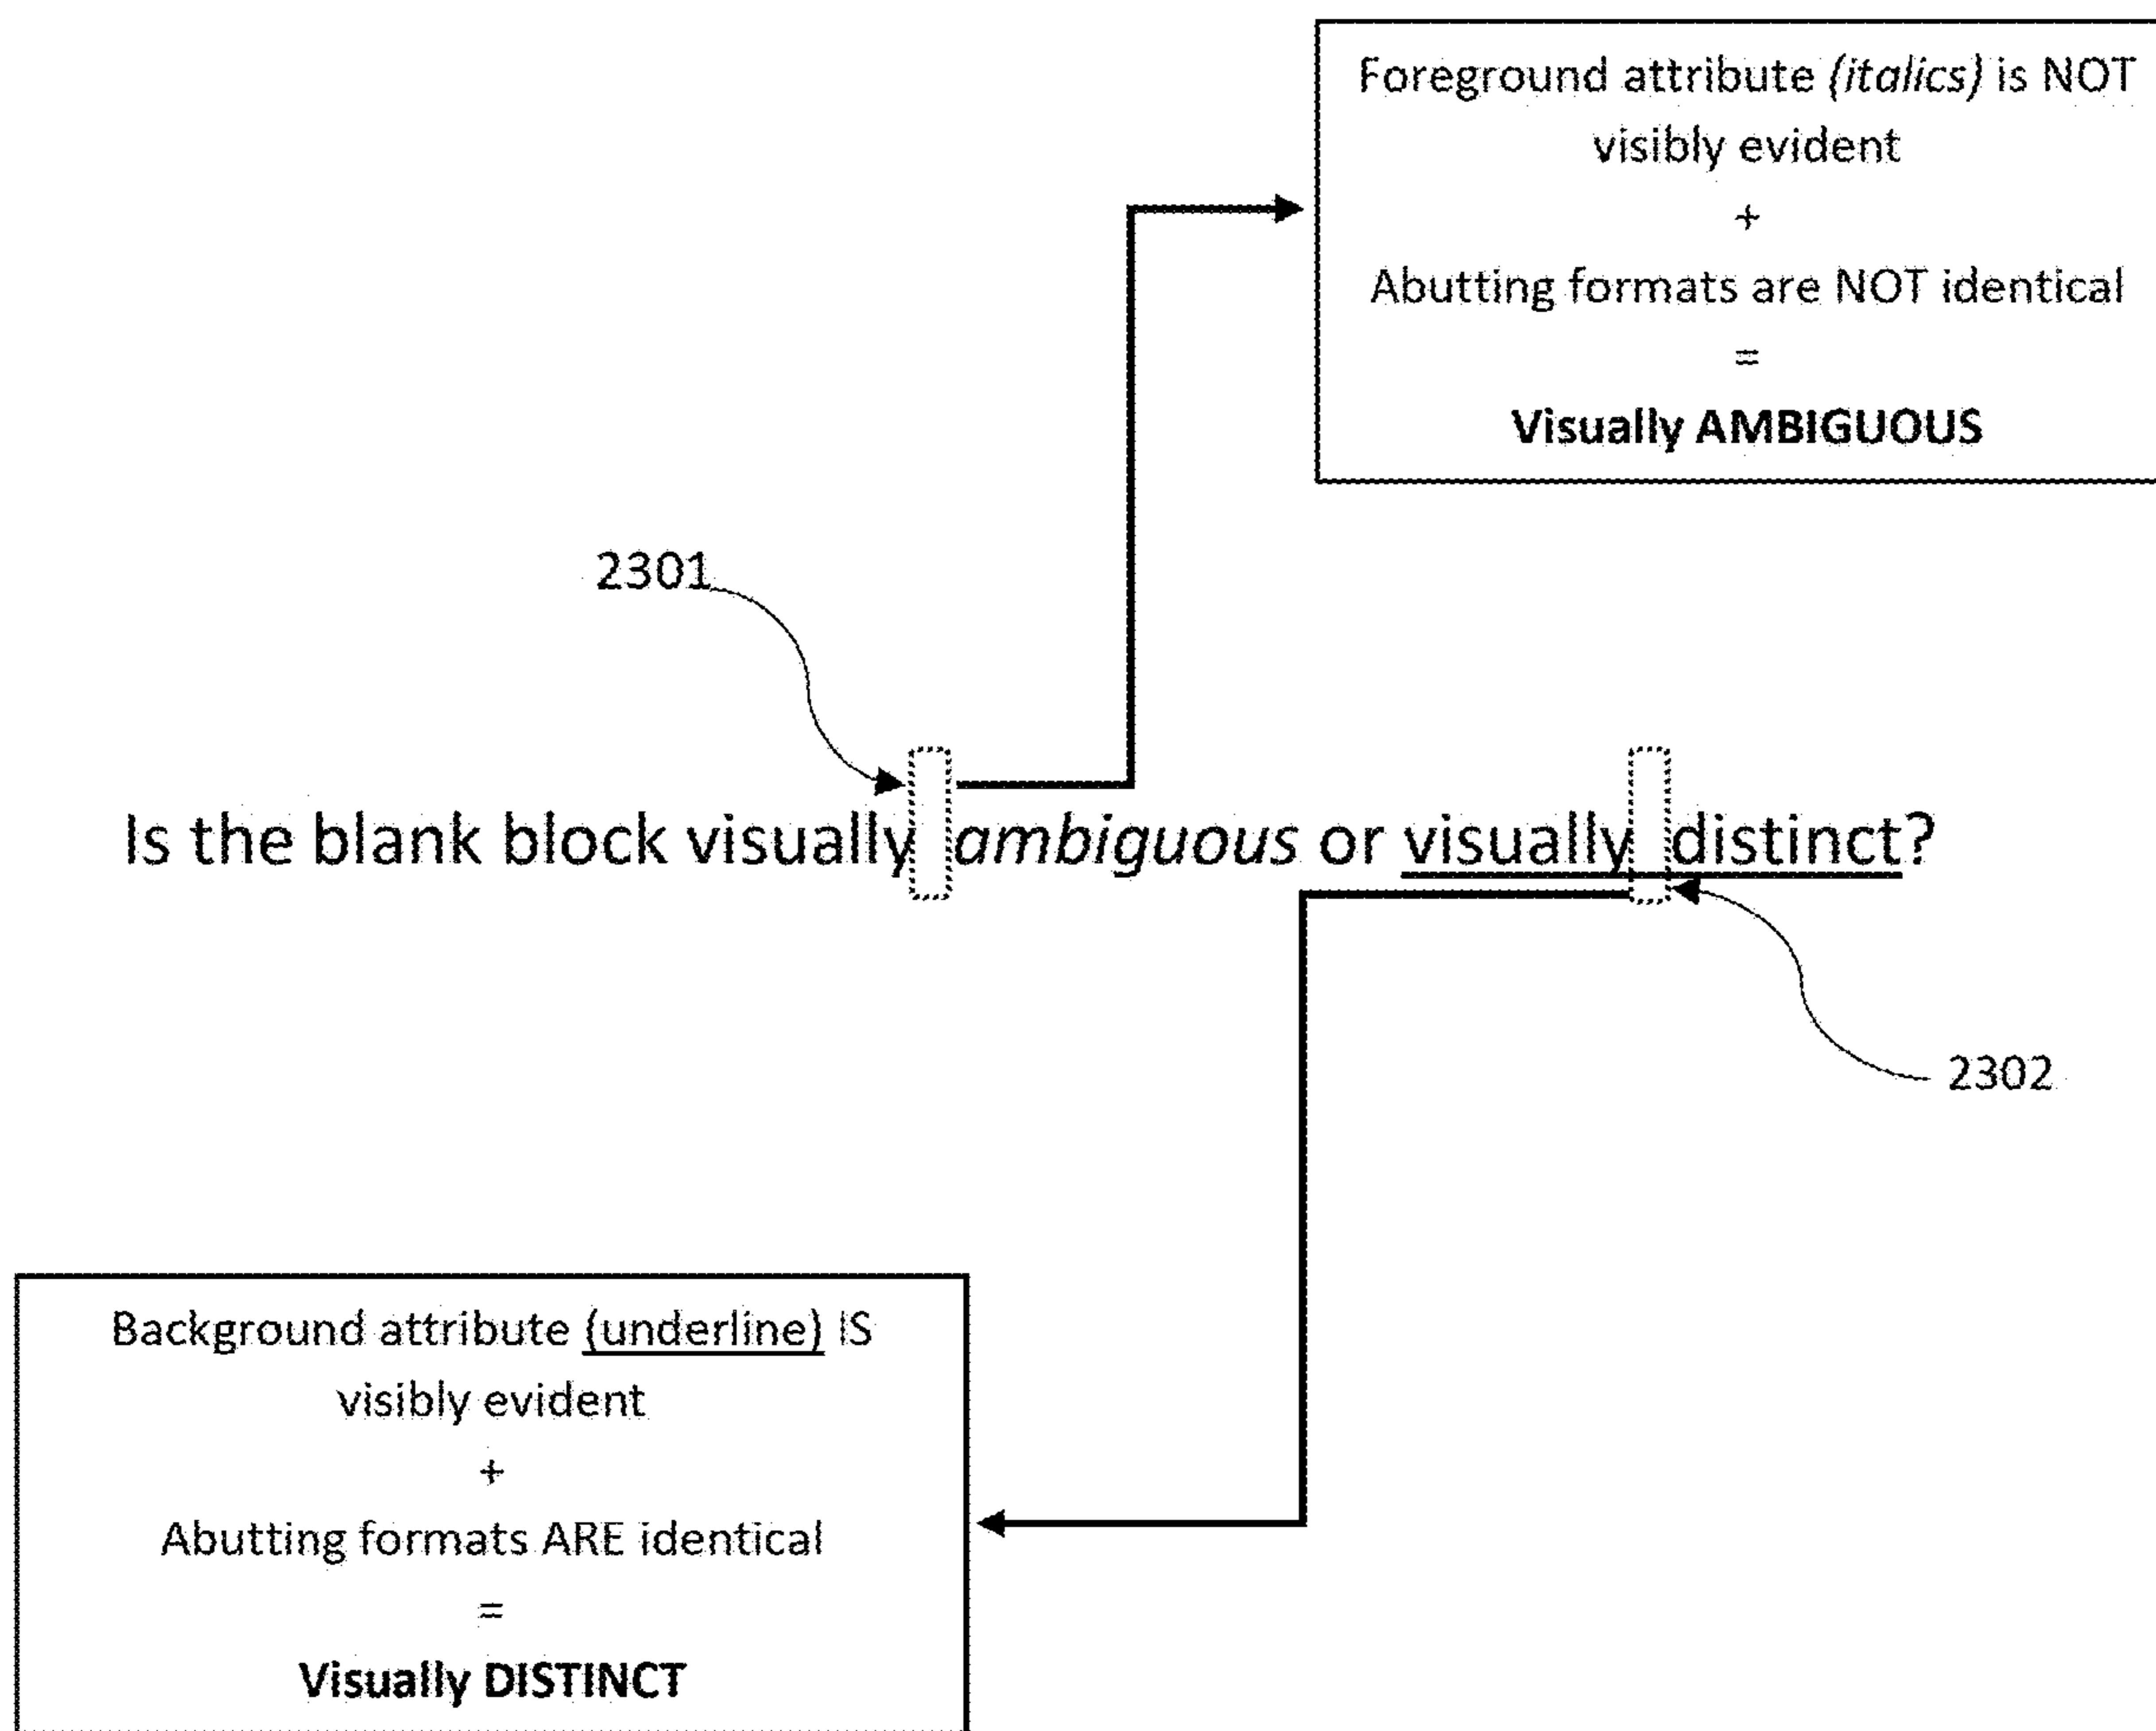 Foreground attribute (italics) is NOT
visibly evident
+
Abutting formats are NOT identical
=
Visually AMBIGUOUS
2301
Is the blank block visually ambiguous or visually distinct?
2302
Background attribute (underline) IS
visibly evident
+
Abutting formats ARE identical
=
Visually DISTINCT